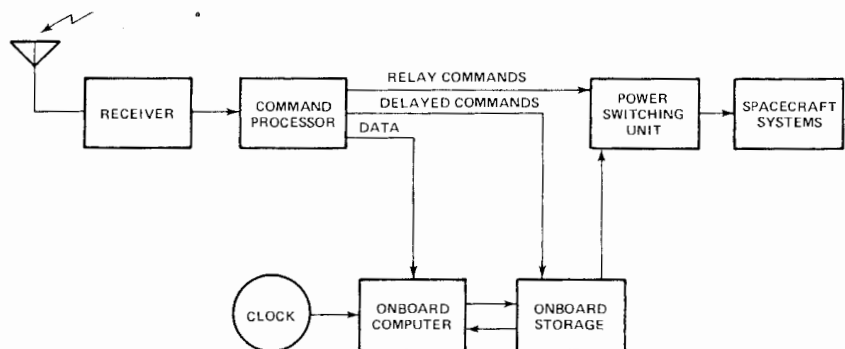 RELAY COMMANDS
RECEIVER
COMMAND
PROCESSOR
DELAYED COMMANDS
DATA
POWER
SWITCHING
UNIT
SPACECRAFT
SYSTEMS
CLOCK
ONBOARD
COMPUTER
ONBOARD
STORAGE